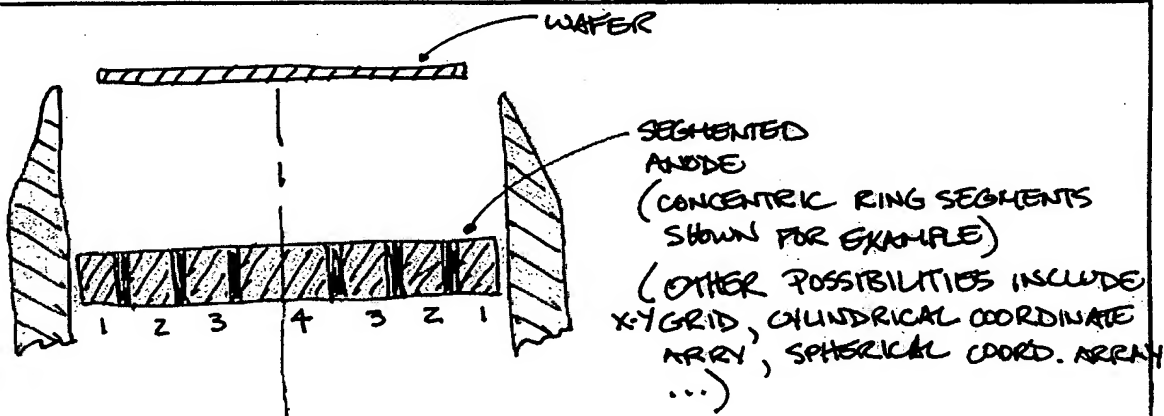 WAFER
SEGMENTED
ANODE
(CONCENTRIC RING SEGMENTS
SHOWN FOR EXAMPLE)
(OTHER POSSIBILITIES INCLUDE
X-Y GRID, CYLINDRICAL COORDINATE
ARRY, SPHERICAL COORD. ARRAY
...)
1 2 3 4 3 2 1